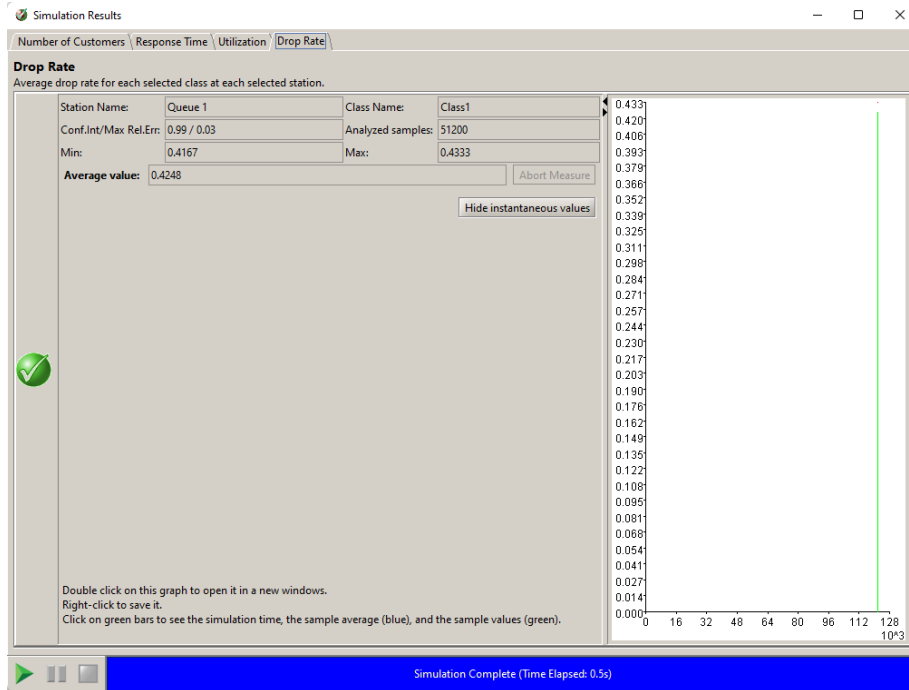 Simulation Results
Number of Customers Response Time Utilization Drop Rate
Drop Rate
Average drop rate for each selected class at each selected station.
Station Name: Queue 1 Class Name: Class1
Conf.Int/Max Rel.Err: 0.99 / 0.03 Analyzed samples: 51200
Min: 0.4167 Max: 0.4333
Average value: 0.4248 Abort Measure
Hide instantaneous values
Double click on this graph to open it in a new windows.
Right-click to save it.
Click on green bars to see the simulation time, the sample average (blue), and the sample values (green).
0.433
0.420
0.406
0.393
0.379
0.366
0.352
0.339
0.325
0.311
0.298
0.284
0.271
0.257
0.244
0.230
0.217
0.203
0.190
0.176
0.162
0.149
0.135
0.122
0.108
0.095
0.081
0.068
0.054
0.041
0.027
0.014
0.000
0 16 32 48 64 80 96 112 128
10^3
Simulation Complete (Time Elapsed: 0.5s)